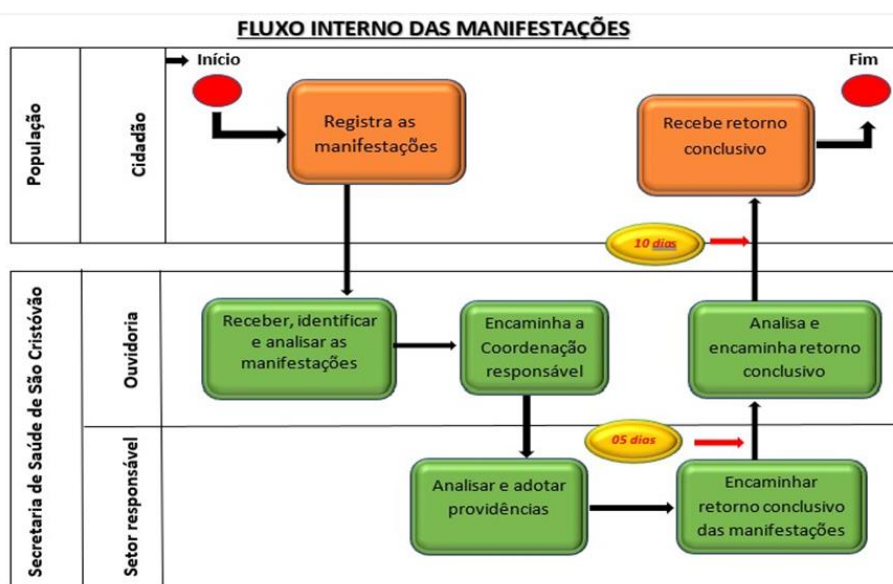 FLUXO INTERNO DAS MANIFESTAÇÕES
População
Cidadão
Início
Registra as
manifestações
Recebe retorno
conclusivo
Fim
10 dias
Secretaria de Saúde de São Cristóvão
Ouvidoria
Receber, identificar
e analisar as
manifestações
Encaminha a
Coordenação
responsável
Analisa e
encaminha retorno
conclusivo
05 dias
Setor responsável
Analisar e adotar
providências
Encaminhar
retorno conclusivo
das manifestações